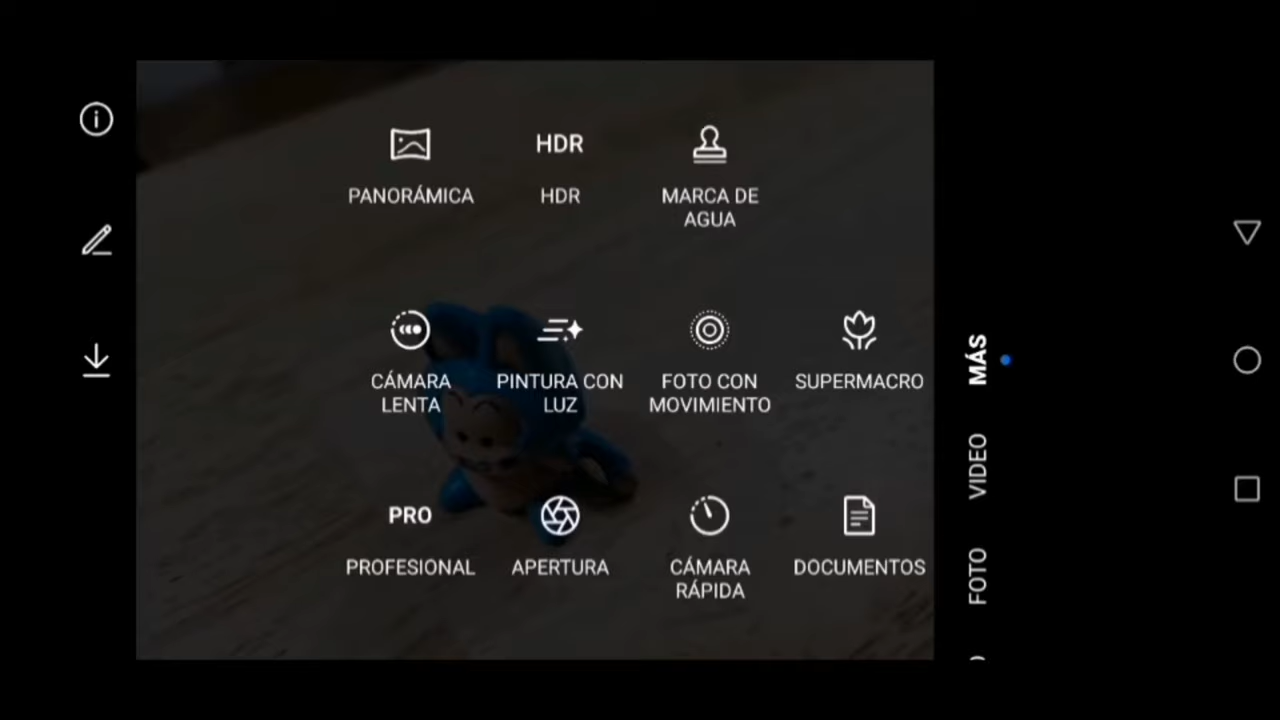 HDR
PANORÁMICA
HDR
MARCA DE
AGUA
CÁMARA
LENTA
PINTURA CON
LUZ
FOTO CON
MOVIMIENTO
SUPERMACRO
PRO
PROFESIONAL
APERTURA
CÁMARA
RÁPIDA
DOCUMENTOS
MÁS
VIDEO
FOTO